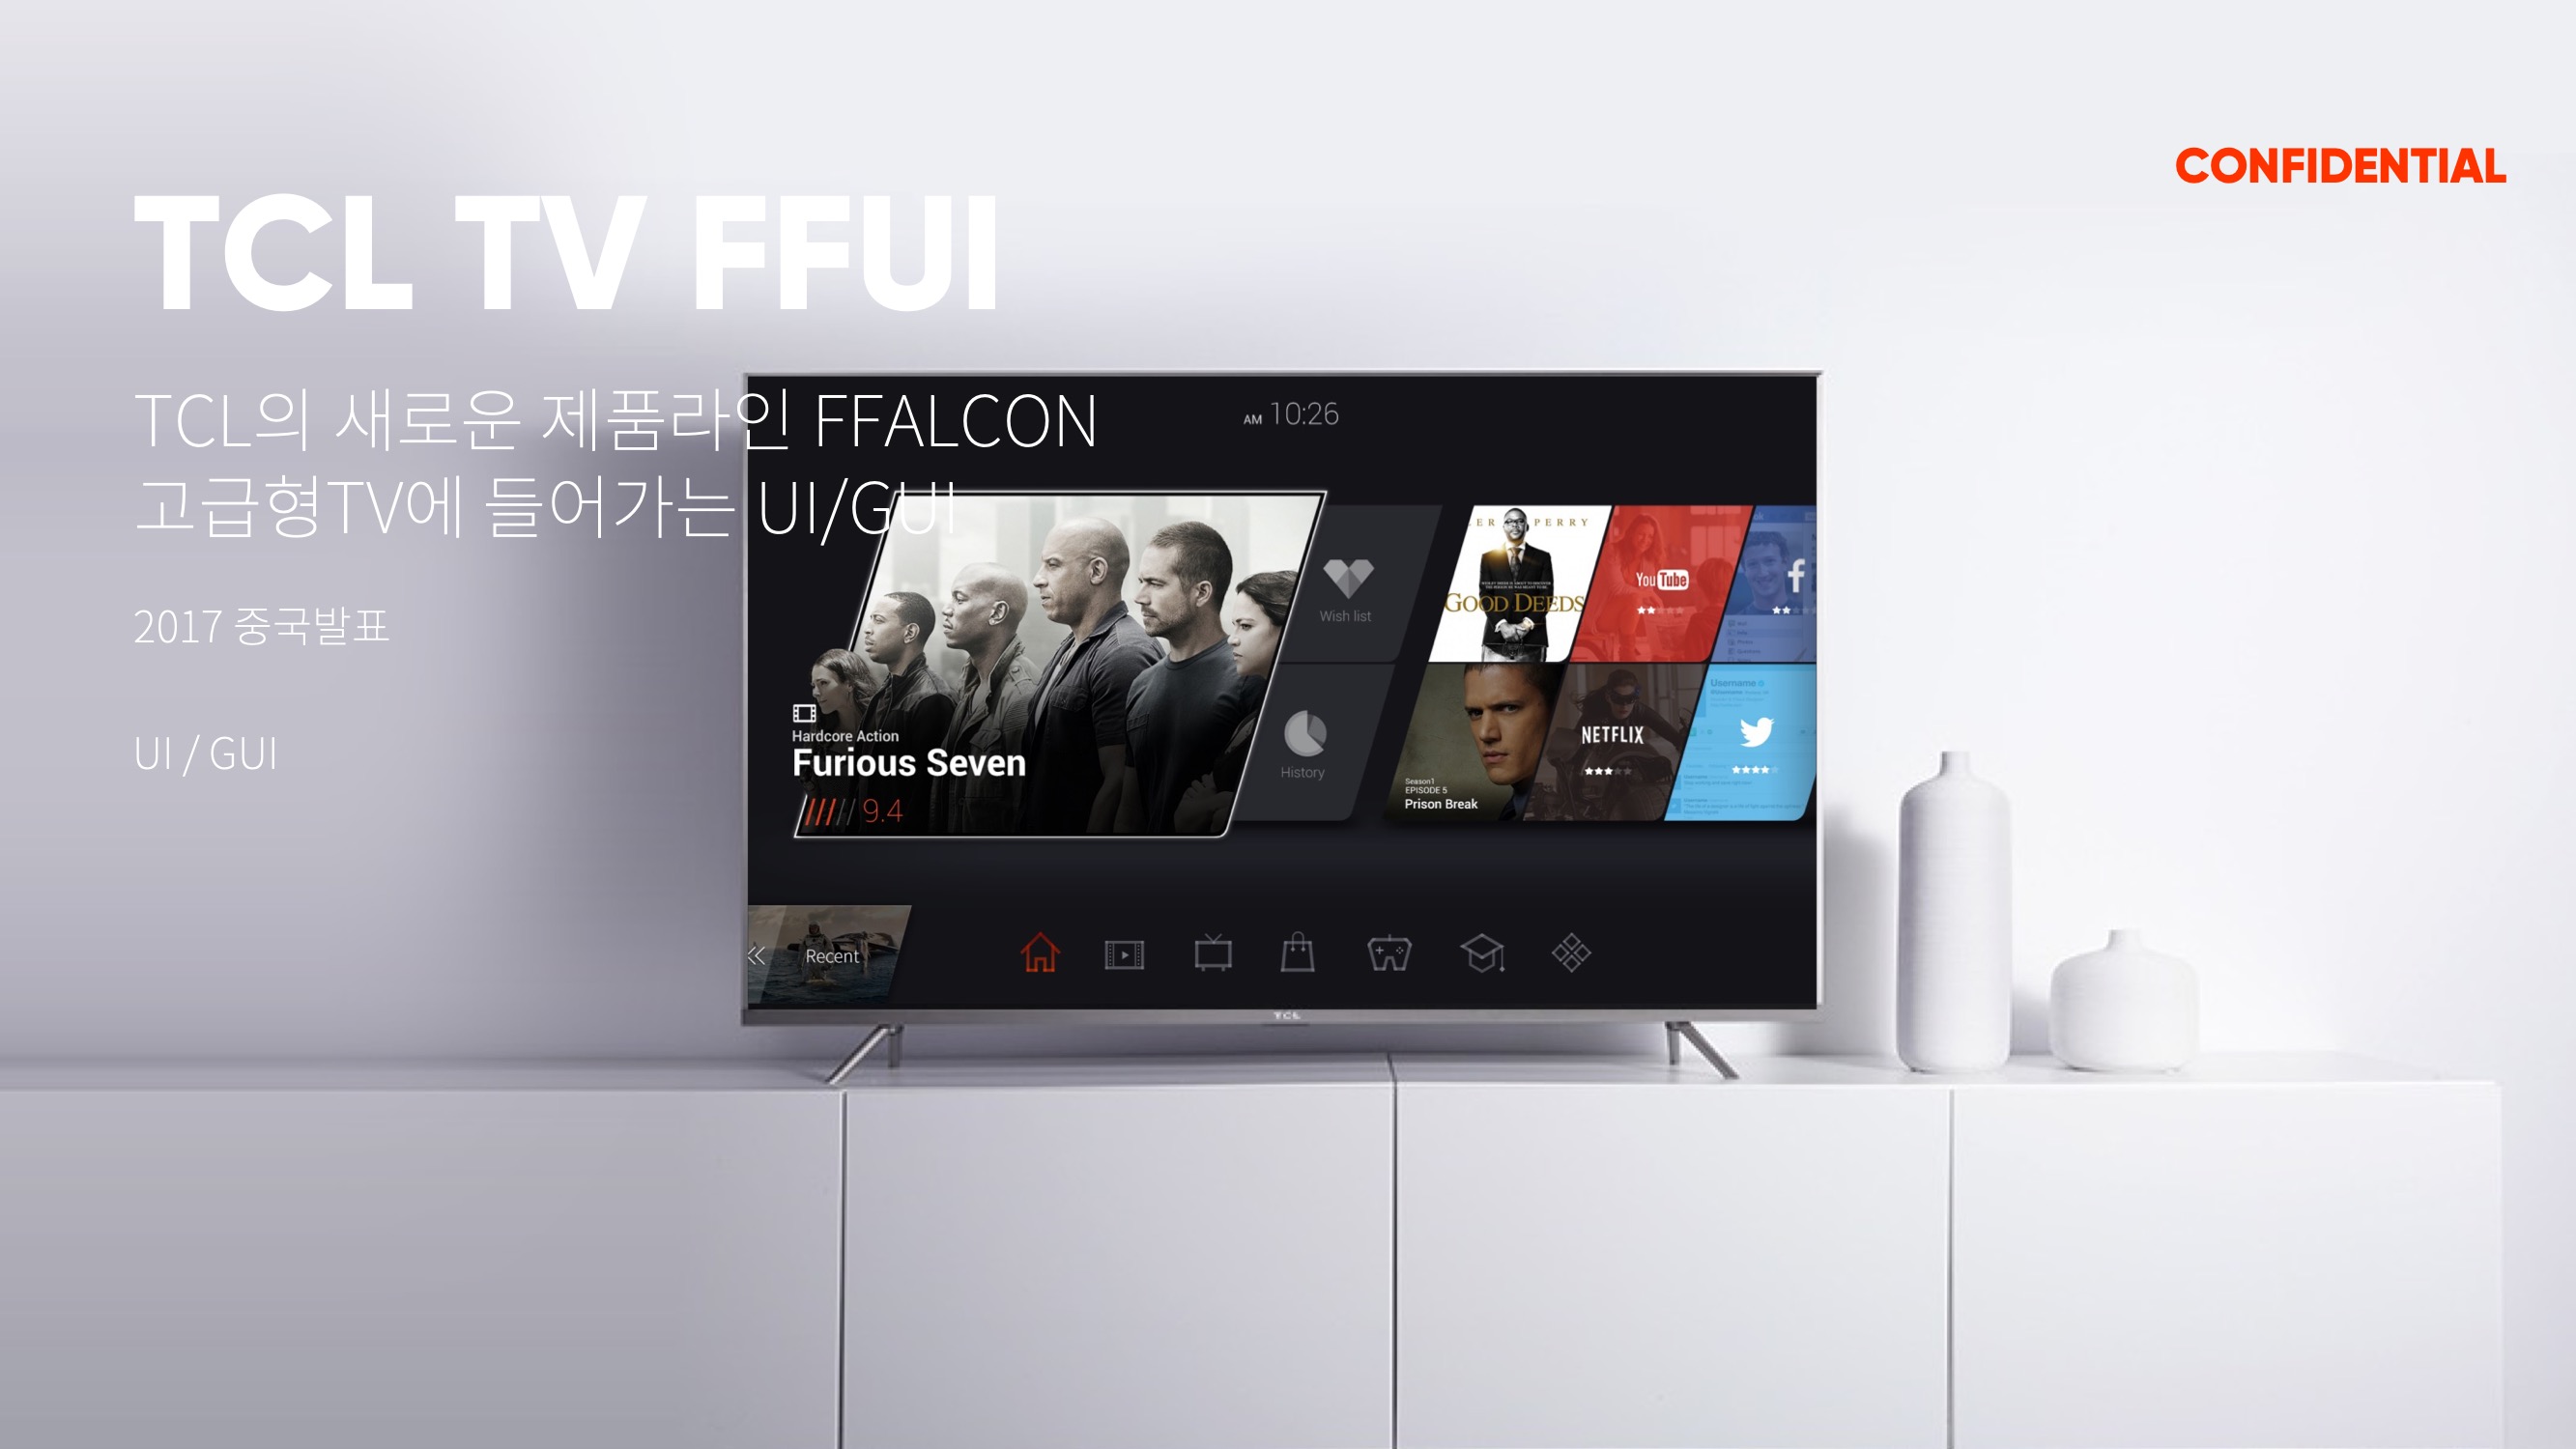 CONFIDENTIAL
TCL TV FFUI
TCL의 새로운 제품라인 FFALCON
고급형TV에 들어가는 UI/GUI
2017 중국발표
UI / GUI
AM 10:26
Hardcore Action
Furious Seven
9.4
Wish list
History
ER PERRY
GOOD DEEDS
YouTube
f
Season1
EPISODE 5
Prison Break
NETFLIX
Username
Recent
TCL